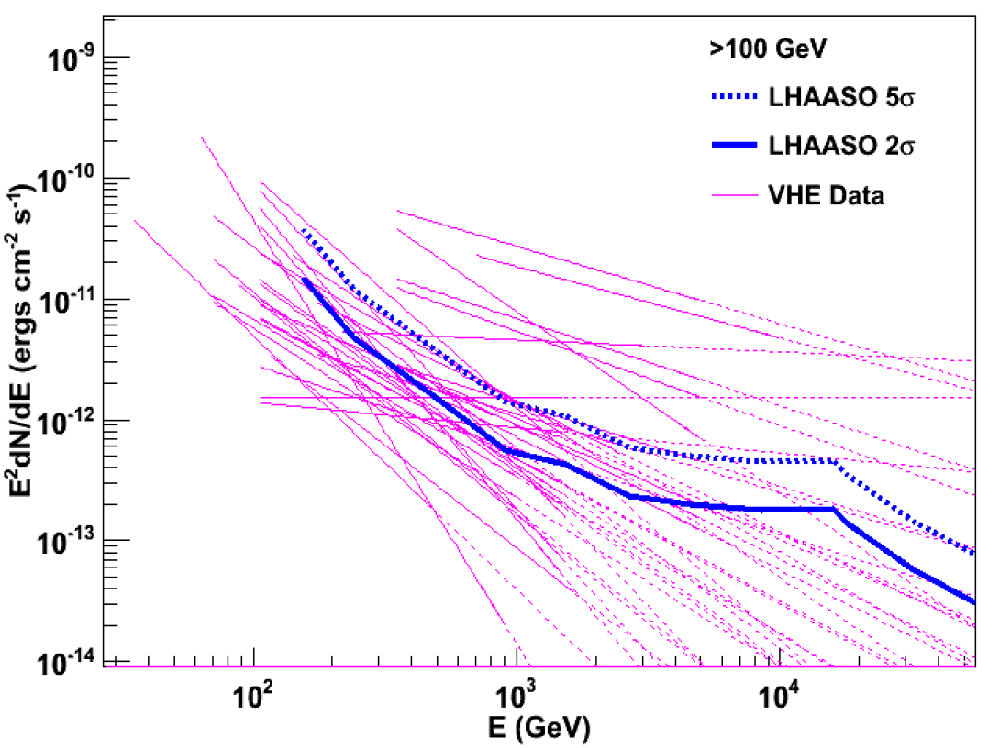 >100 GeV
LHAASO 5σ
LHAASO 2σ
VHE Data
10⁻⁹
10⁻¹⁰
10⁻¹¹
10⁻¹²
10⁻¹³
10⁻¹⁴
E²dN/dE (ergs cm⁻² s⁻¹)
10² 10³ 10⁴
E (GeV)